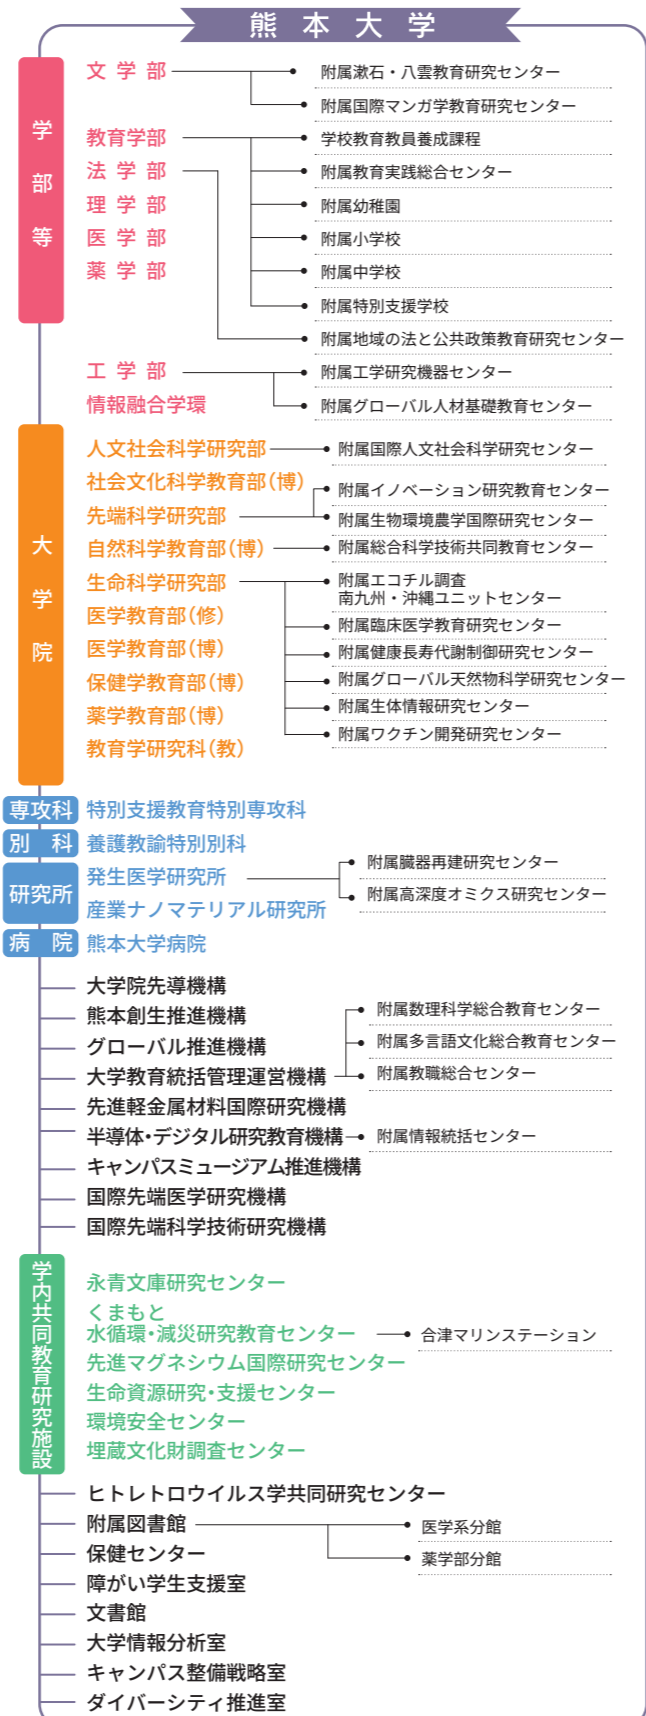 熊本大学
学部等
文学部
附属漱石・八雲教育研究センター
附属国際マンガ学教育研究センター
教育学部
学校教育教員養成課程
附属教育実践総合センター
附属幼稚園
附属小学校
附属中学校
附属特別支援学校
法学部
附属地域の法と公共政策教育研究センター
理学部
医学部
薬学部
工学部
附属工学研究機器センター
附属グローバル人材基礎教育センター
情報融合学環
大学院
人文社会科学研究部
附属国際人文社会科学研究センター
社会文化科学教育部（博）
先端科学研究部
附属イノベーション研究教育センター
附属生物環境農学国際研究センター
自然科学教育部（博）
附属総合科学技術共同教育センター
生命科学研究部
附属エコチル調査
南九州・沖縄ユニットセンター
附属臨床医学教育研究センター
附属健康長寿代謝制御研究センター
附属グローバル天然物科学研究センター
附属生体情報研究センター
附属ワクチン開発研究センター
医学教育部（修）
医学教育部（博）
保健学教育部（博）
薬学教育部（博）
教育学研究科（教）
専攻科
特別支援教育特別専攻科
別科
養護教諭特別別科
研究所
発生医学研究所
附属臓器再建研究センター
附属高深度オミクス研究センター
産業ナノマテリアル研究所
病院
熊本大学病院
大学院先導機構
熊本創生推進機構
グローバル推進機構
大学教育統括管理運営機構
附属数理科学総合教育センター
附属多言語文化総合教育センター
附属教職総合センター
先進軽金属材料国際研究機構
半導体・デジタル研究教育機構
附属情報統括センター
キャンパスミュージアム推進機構
国際先端医学研究機構
国際先端科学技術研究機構
学内共同教育研究施設
永青文庫研究センター
くまもと
水循環・減災研究教育センター
合津マリンステーション
先進マグネシウム国際研究センター
生命資源研究・支援センター
環境安全センター
埋蔵文化財調査センター
ヒトレトロウイルス学共同研究センター
附属図書館
医学系分館
薬学部分館
保健センター
障がい学生支援室
文書館
大学情報分析室
キャンパス整備戦略室
ダイバーシティ推進室